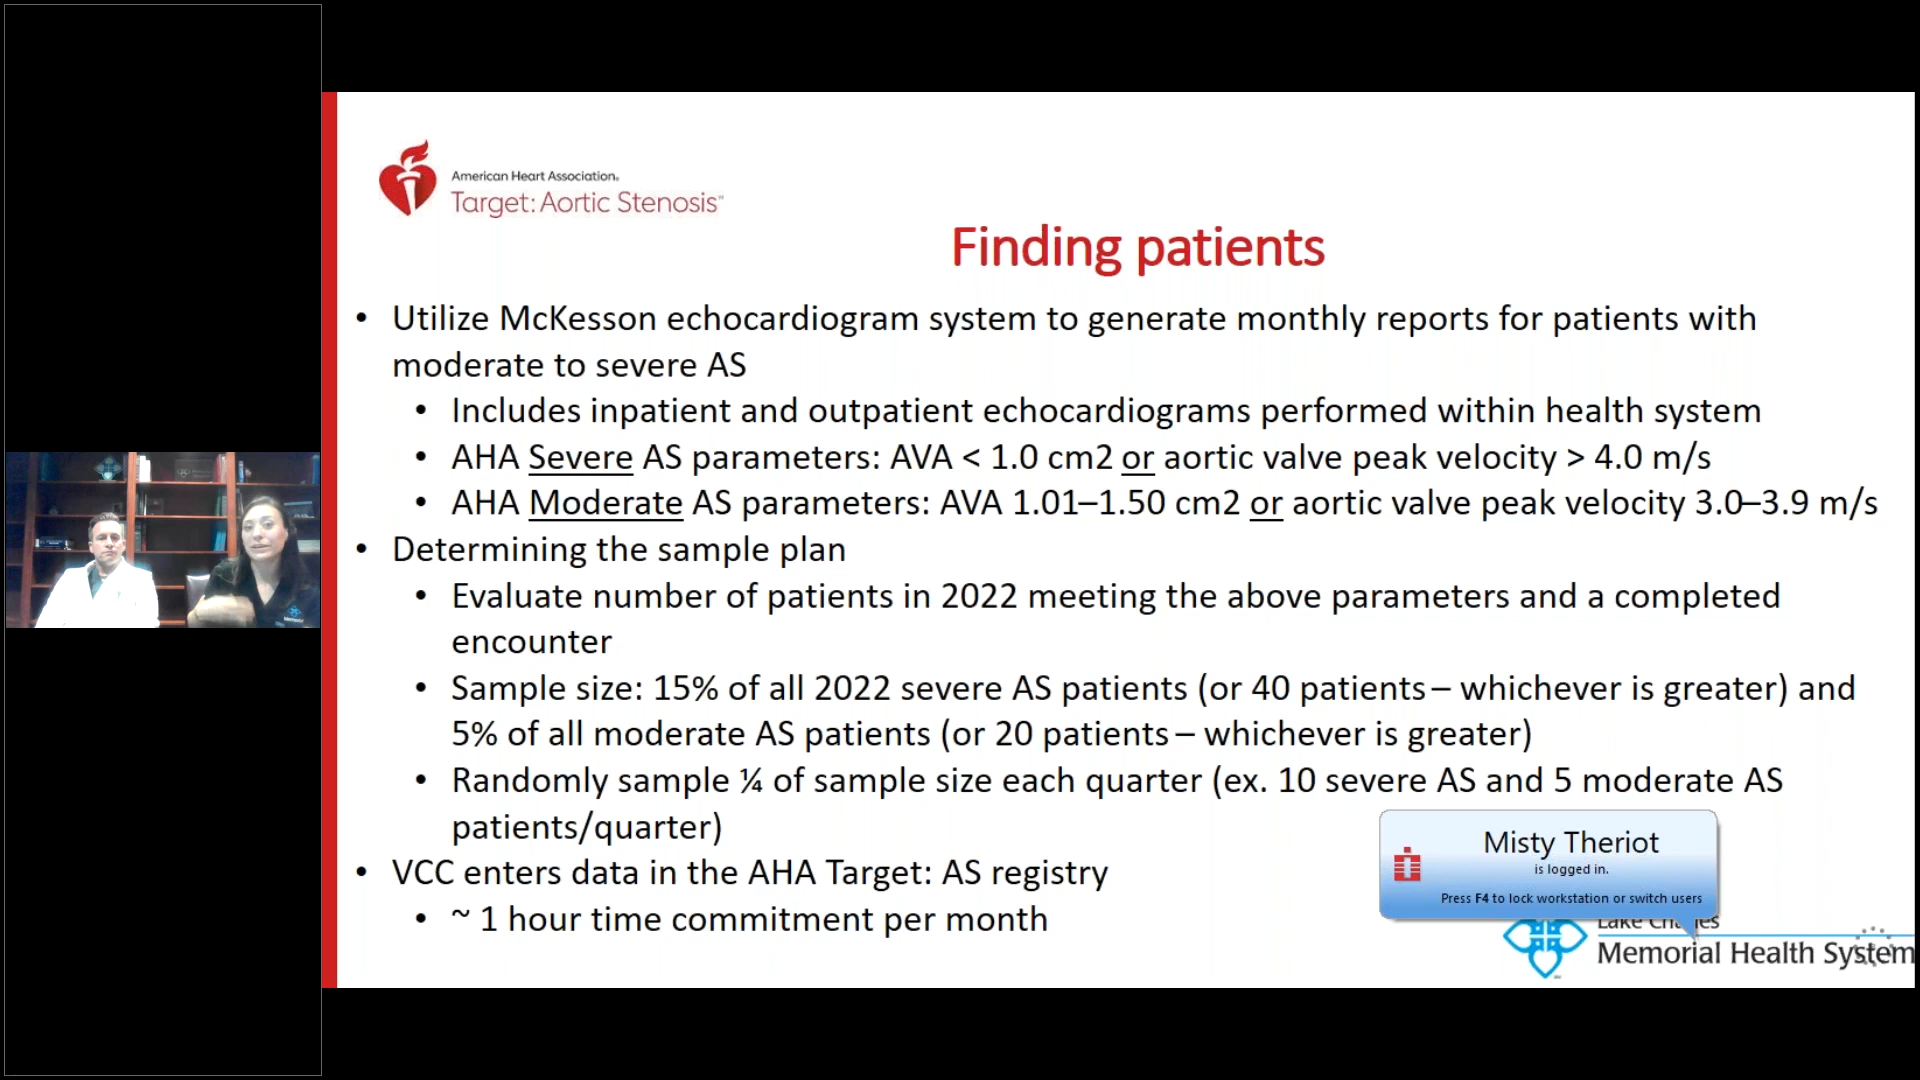 American Heart Association®
Target: Aortic Stenosis™
Finding patients
• Utilize McKesson echocardiogram system to generate monthly reports for patients with
moderate to severe AS
• Includes inpatient and outpatient echocardiograms performed within health system
• AHA Severe AS parameters: AVA < 1.0 cm2 or aortic valve peak velocity > 4.0 m/s
• AHA Moderate AS parameters: AVA 1.01–1.50 cm2 or aortic valve peak velocity 3.0–3.9 m/s
• Determining the sample plan
• Evaluate number of patients in 2022 meeting the above parameters and a completed
encounter
• Sample size: 15% of all 2022 severe AS patients (or 40 patients – whichever is greater) and
5% of all moderate AS patients (or 20 patients – whichever is greater)
• Randomly sample ¼ of sample size each quarter (ex. 10 severe AS and 5 moderate AS
patients/quarter)
• VCC enters data in the AHA Target: AS registry
• ~ 1 hour time commitment per month
Misty Theriot
is logged in.
Press F4 to lock workstation or switch users
Lake Charles
Memorial Health System